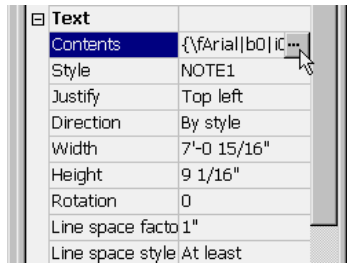 Text
Contents {\fArial|b0|i0 ...
Style NOTE1
Justify Top left
Direction By style
Width 7'-0 15/16"
Height 9 1/16"
Rotation 0
Line space facto 1"
Line space style At least